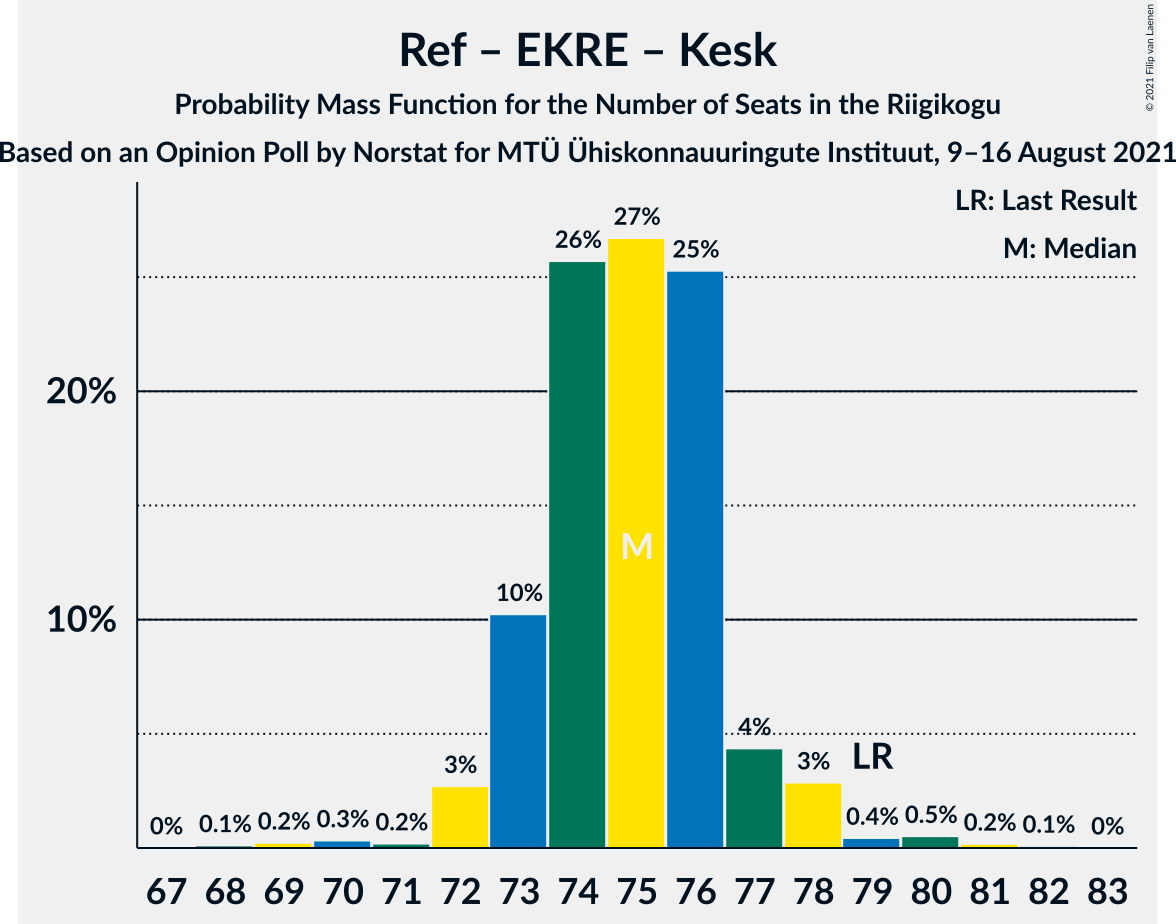 Ref – EKRE – Kesk
Probability Mass Function for the Number of Seats in the Riigikogu
Based on an Opinion Poll by Norstat for MTÜ Ühiskonnauuringute Instituut, 9–16 August 2021
© 2021 Filip van Laenen
LR: Last Result
M: Median
20%
10%
0%
0.1%
0.2%
0.3%
0.2%
3%
10%
26%
27%
25%
4%
3%
0.4%
0.5%
0.2%
0.1%
0%
M
LR
67 68 69 70 71 72 73 74 75 76 77 78 79 80 81 82 83